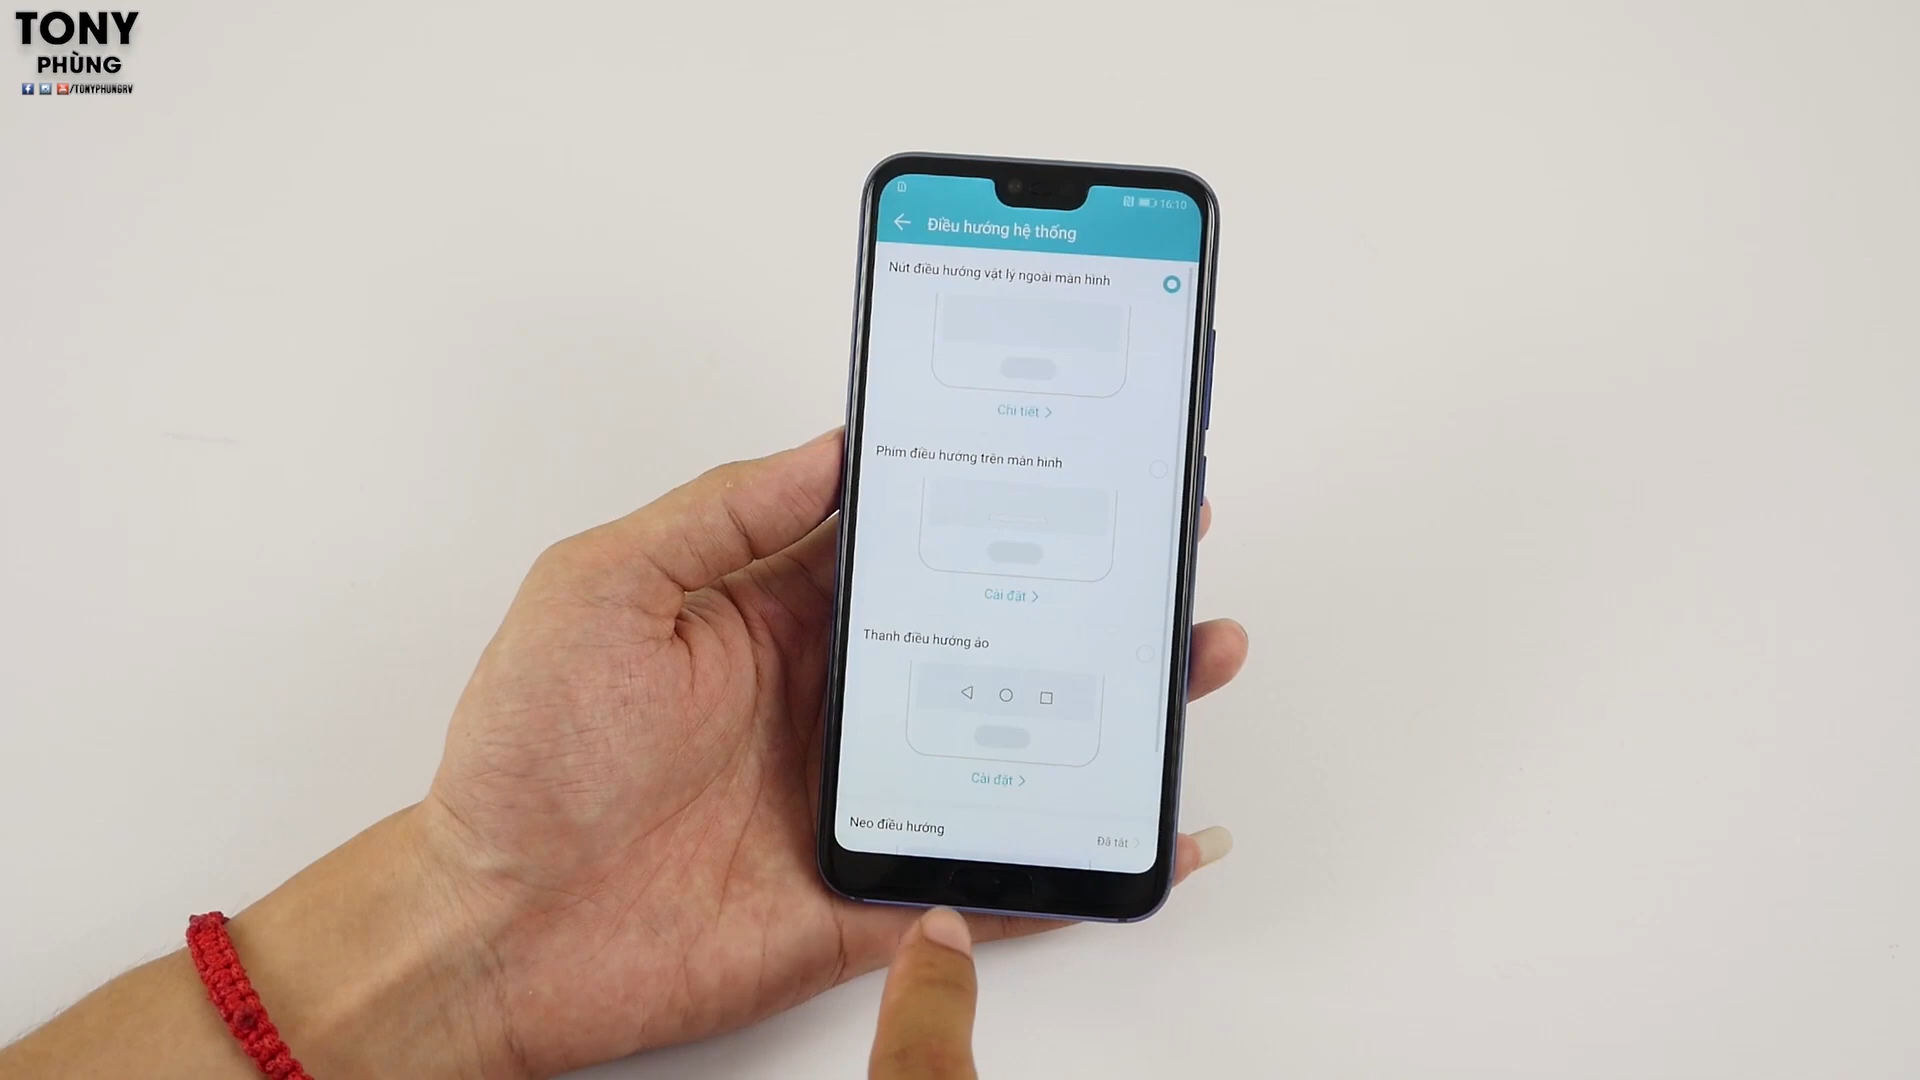 TONY
PHÙNG
/TONYPHUNGRV
16:10
Điều hướng hệ thống
Nút điều hướng vật lý ngoài màn hình
Chi tiết
Phím điều hướng trên màn hình
Cài đặt
Thanh điều hướng ảo
Cài đặt
Neo điều hướng
Đã tắt